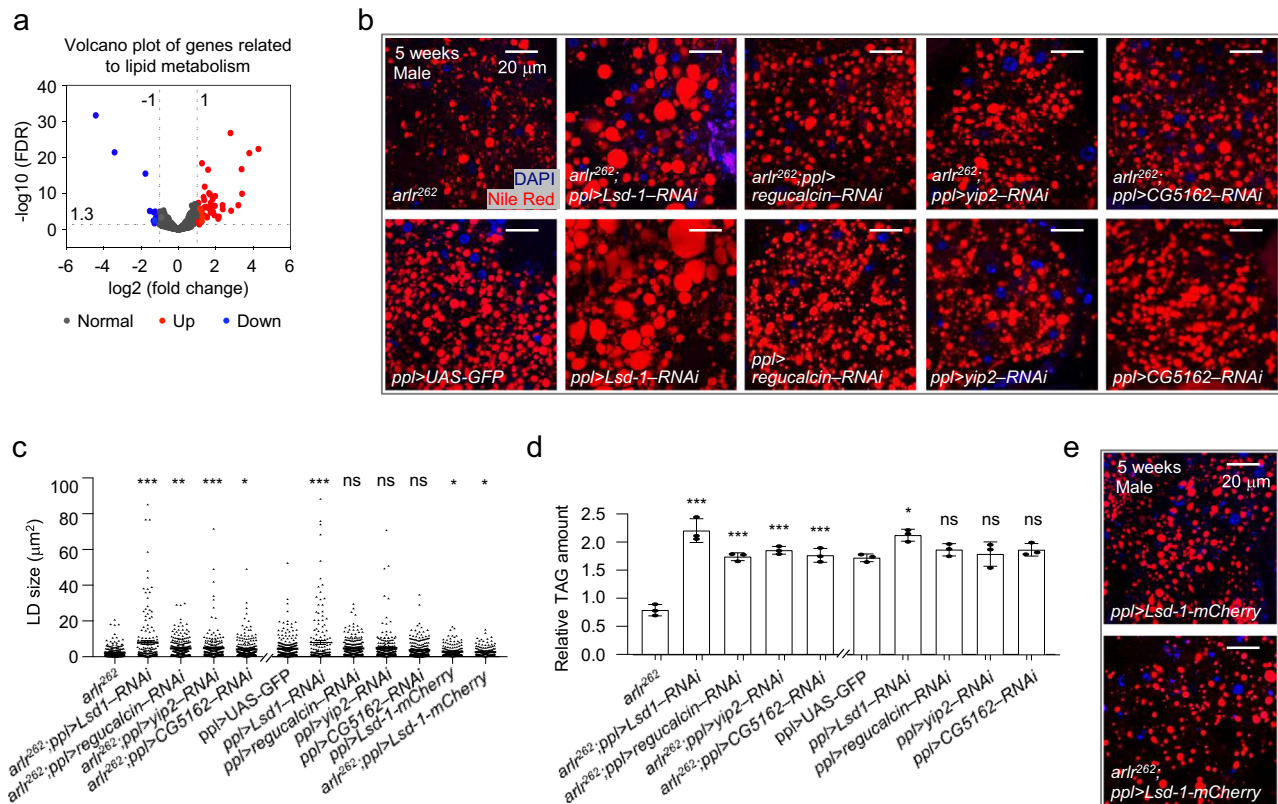 a
Volcano plot of genes related
to lipid metabolism
40
30
20
10
0
-log10 (FDR)
-1
1
1.3
-6
-4
-2
0
2
4
6
log2 (fold change)
Normal
Up
Down
b
5 weeks
Male
20 μm
DAPI
Nile Red
arlr²⁶²
arlr²⁶²;
ppl>Lsd-1–RNAi
arlr²⁶²;ppl>
regucalcin–RNAi
arlr²⁶²;
ppl>yip2–RNAi
arlr²⁶²;
ppl>CG5162–RNAi
ppl>UAS-GFP
ppl>Lsd-1–RNAi
ppl>
regucalcin–RNAi
ppl>yip2–RNAi
ppl>CG5162–RNAi
c
100
80
60
40
20
0
LD size (μm²)
*** ** *** * *** ns ns ns * *
arlr²⁶²
arlr²⁶²;ppl>Lsd1–RNAi
arlr²⁶²;ppl>regucalcin–RNAi
arlr²⁶²;ppl>yip2–RNAi
arlr²⁶²;ppl>CG5162–RNAi
ppl>UAS-GFP
ppl>Lsd1–RNAi
ppl>regucalcin–RNAi
ppl>yip2–RNAi
ppl>CG5162–RNAi
ppl>Lsd-1-mCherry
arlr²⁶²;ppl>Lsd-1-mCherry
d
2.5
2.0
1.5
1.0
0.5
0.0
Relative TAG amount
*** *** *** *** * ns ns ns
arlr²⁶²
arlr²⁶²;ppl>Lsd1–RNAi
arlr²⁶²;ppl>regucalcin–RNAi
arlr²⁶²;ppl>yip2–RNAi
arlr²⁶²;ppl>CG5162–RNAi
ppl>UAS-GFP
ppl>Lsd1–RNAi
ppl>regucalcin–RNAi
ppl>yip2–RNAi
ppl>CG5162–RNAi
e
5 weeks
Male
20 μm
ppl>Lsd-1-mCherry
arlr²⁶²;
ppl>Lsd-1-mCherry